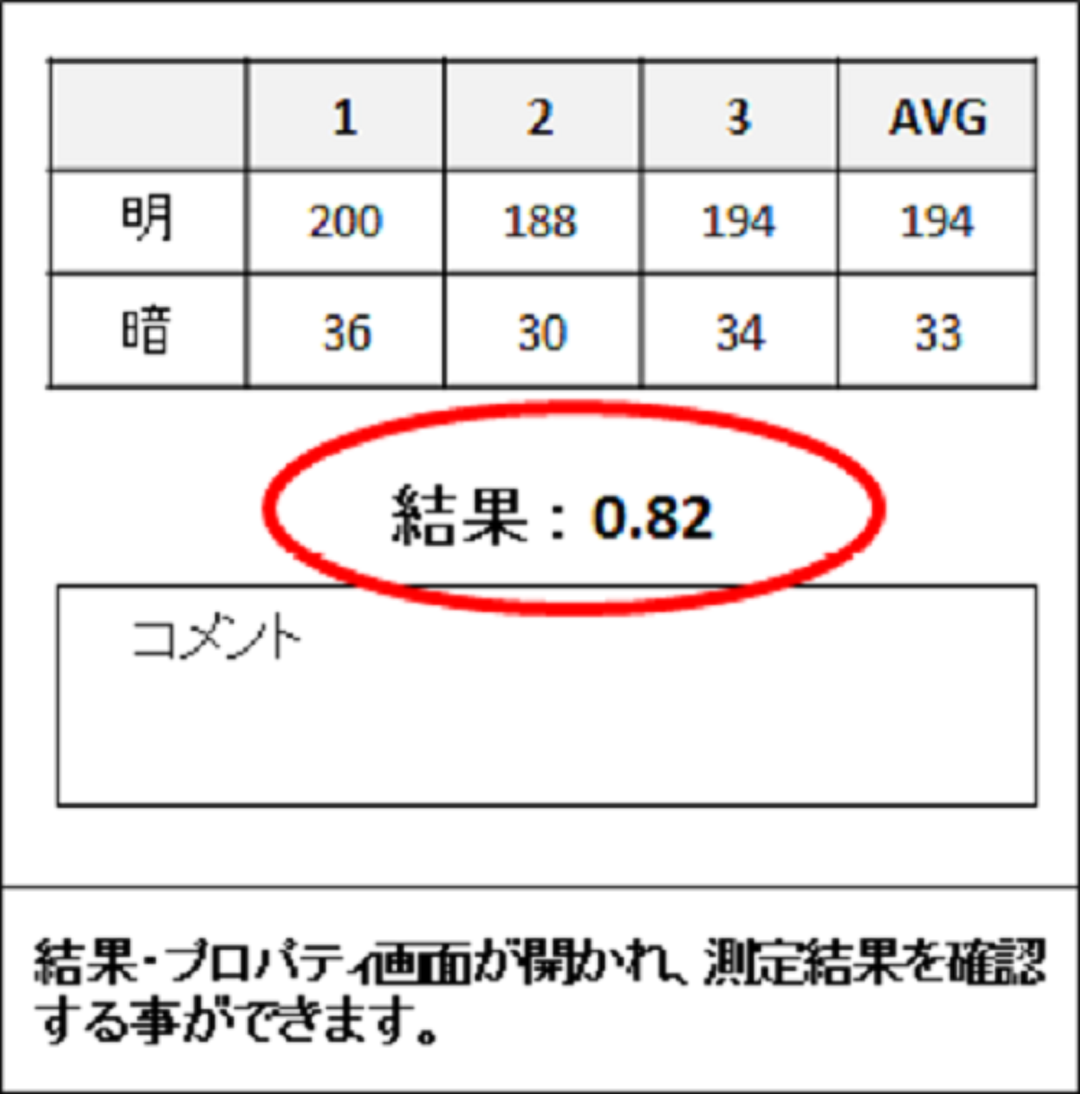 1 2 3 AVG
明 200 188 194 194
暗 36 30 34 33
結果：0.82
コメント
結果・プロパティ画面が開かれ、測定結果を確認
する事ができます。